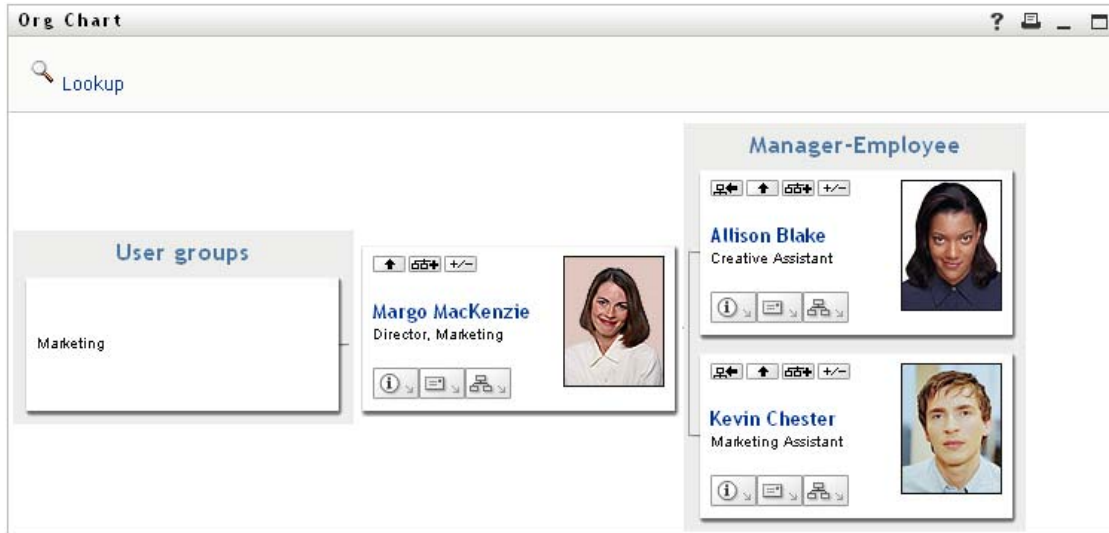 Org Chart
?
Lookup
User groups
Marketing
+/-
Margo MacKenzie
Director, Marketing
Manager-Employee
+/-
Allison Blake
Creative Assistant
+/-
Kevin Chester
Marketing Assistant